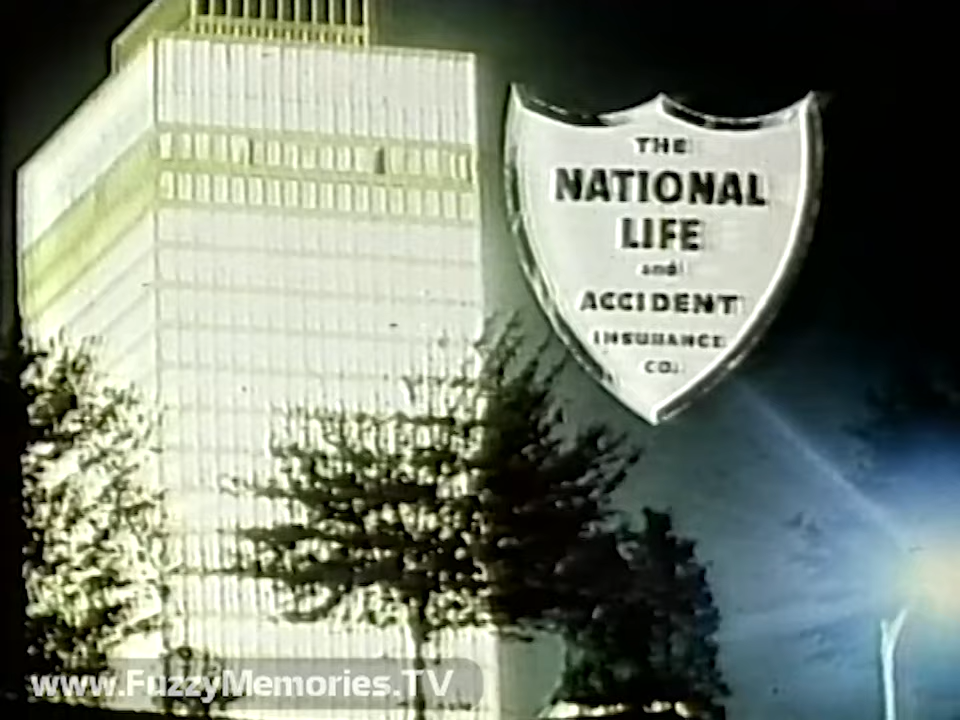 THE
NATIONAL
LIFE
and
ACCIDENT
INSURANCE
CO.
www.FuzzyMemories.TV